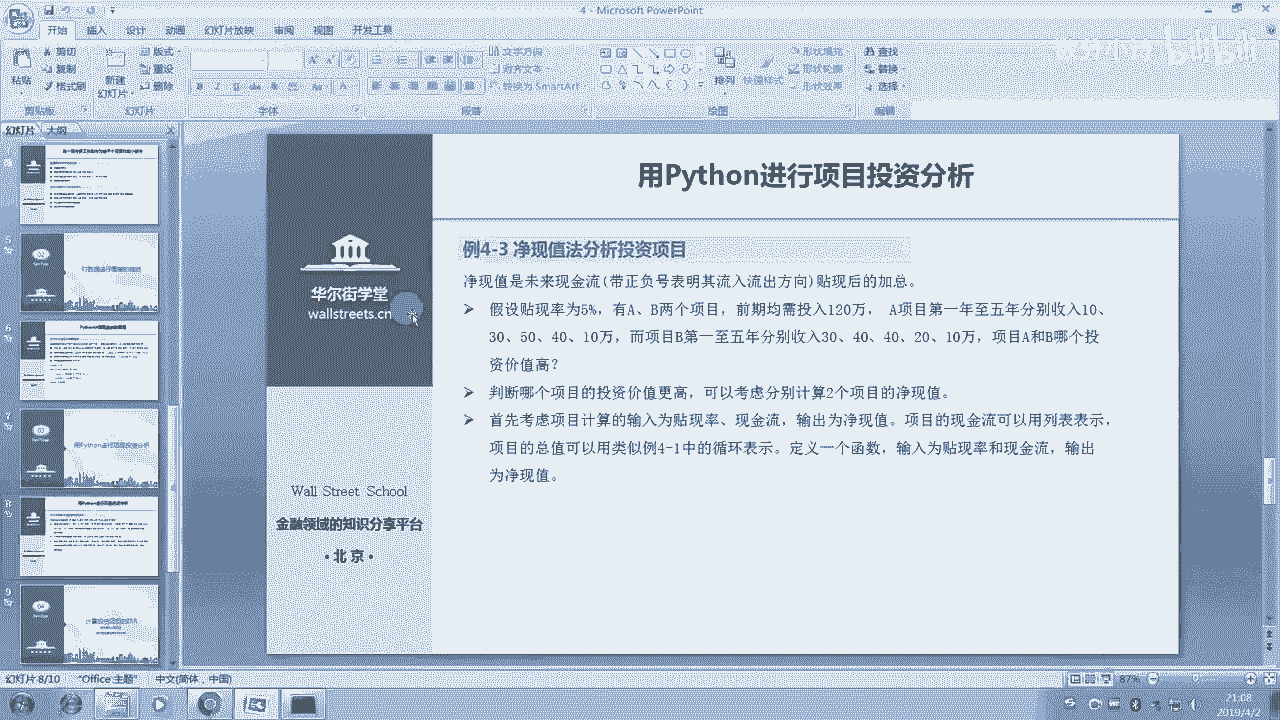 4 - Microsoft PowerPoint
开始 插入 设计 动画 幻灯片放映 审阅 视图 开发工具
剪切
复制
格式刷
粘贴
剪贴板
新建
幻灯片
版式
重设
删除
幻灯片
字体
文字方向
对齐文本
转换为 SmartArt
段落
排列
快速样式
形状填充
形状轮廓
形状效果
绘图
查找
替换
选择
编辑
幻灯片 大纲
华尔街学堂
wallstreets.cn
Wall Street School
金融领域的知识分享平台
• 北 京 •
用Python进行项目投资分析
例4-3 净现值法分析投资项目
净现值是未来现金流(带正负号表明其流入流出方向)贴现后的加总。
假设贴现率为5%，有A、B两个项目，前期均需投入120万， A项目第一年至五年分别收入10、
30、50、40、10万，而项目B第一至五年分别收入30、40、40、20、10万，项目A和B哪个投
资价值高？
判断哪个项目的投资价值更高，可以考虑分别计算2个项目的净现值。
首先考虑项目计算的输入为贴现率、现金流，输出为净现值。项目的现金流可以用列表表示，
项目的总值可以用类似例4-1中的循环表示。定义一个函数，输入为贴现率和现金流，输出
为净现值。
5
7
8
9
幻灯片 8/10 "Office 主题" 中文(简体，中国)
87%
21:08
2019/4/2